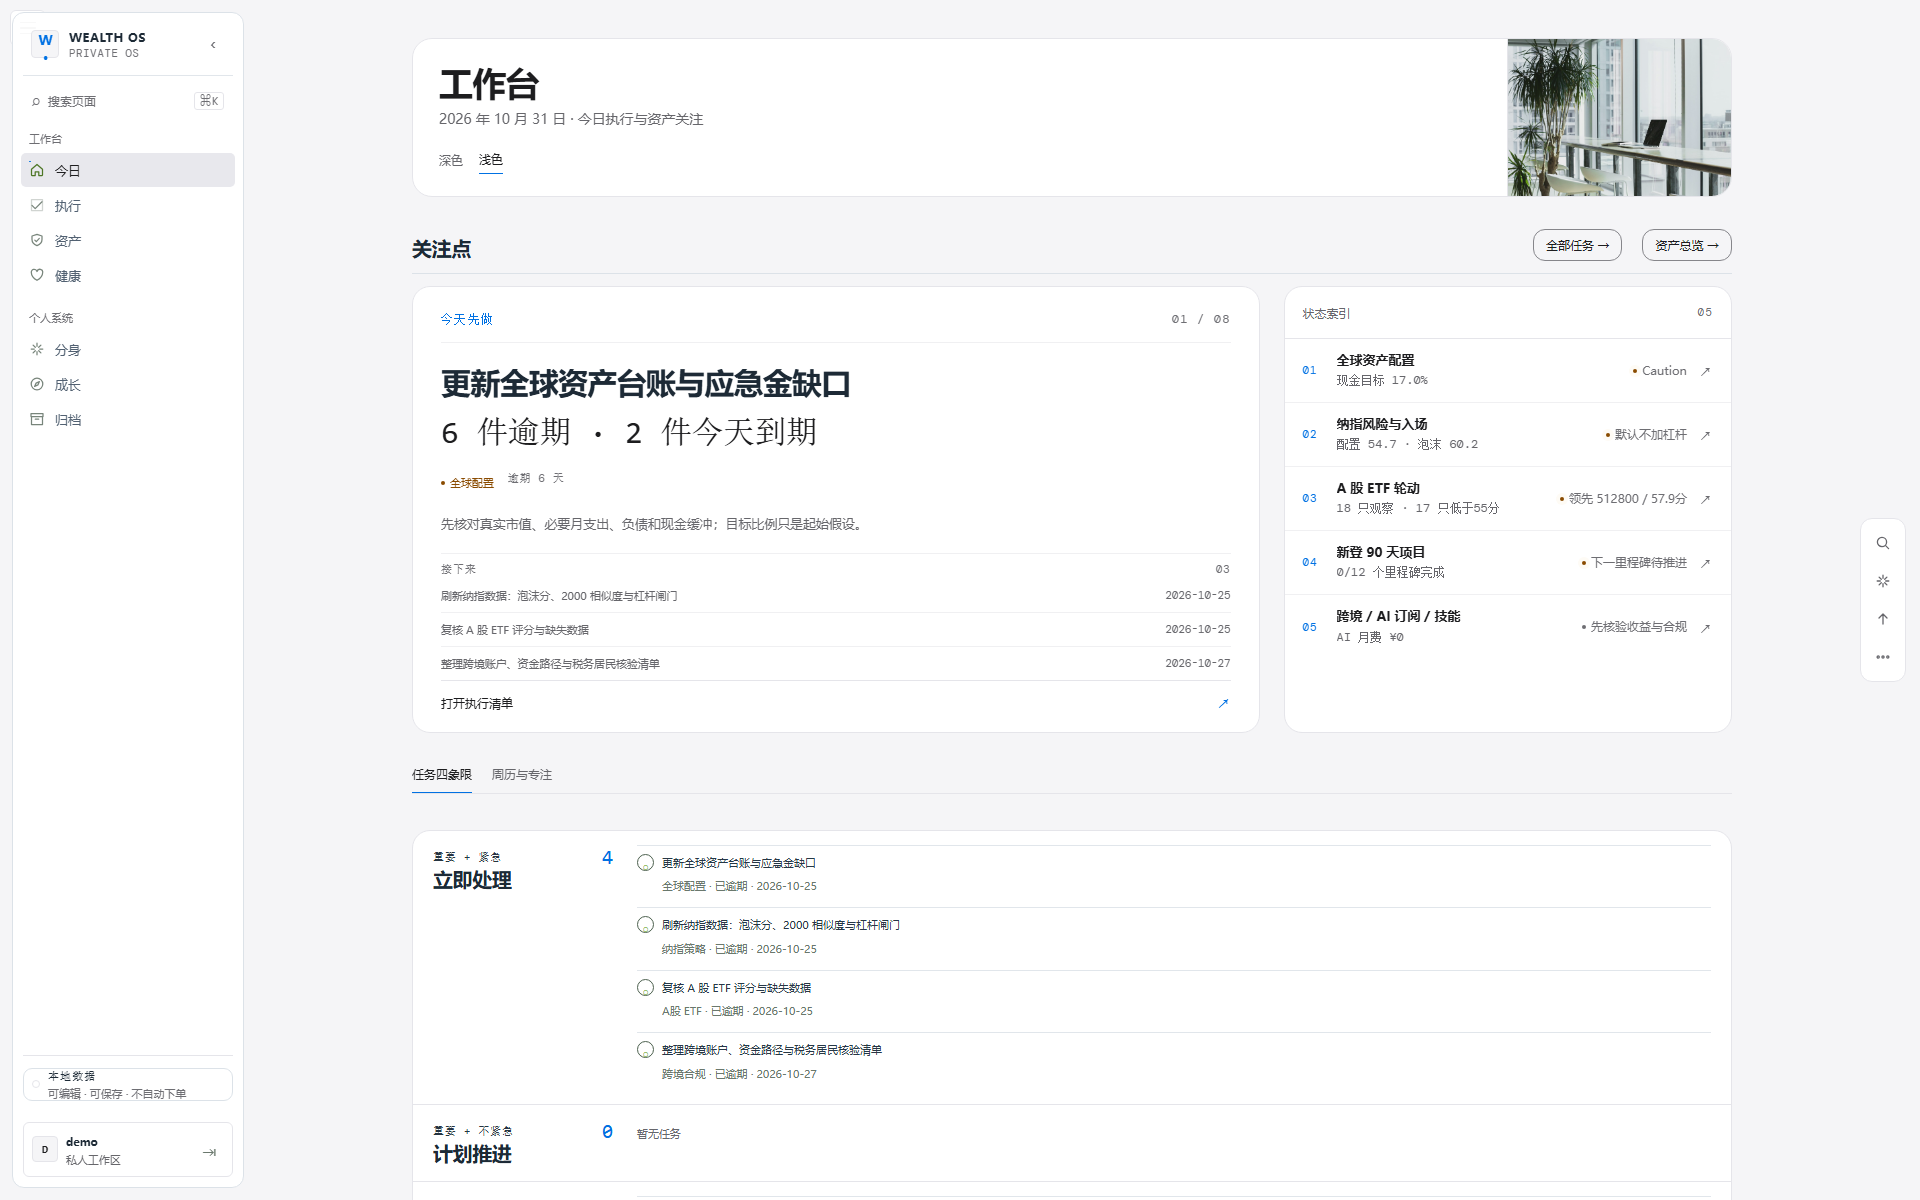 W
WEALTH OS
PRIVATE OS
搜索页面
⌘K
工作台
今日
执行
资产
健康
个人系统
分身
成长
归档
本地数据
可编辑 · 可保存 · 不自动下单
D
demo
私人工作区
工作台
2026 年 10 月 31 日 · 今日执行与资产关注
深色 浅色
关注点
全部任务 →
资产总览 →
今天先做
01 / 08
更新全球资产台账与应急金缺口
6 件逾期 · 2 件今天到期
全球配置 逾期 6 天
先核对真实市值、必要月支出、负债和现金缓冲；目标比例只是起始假设。
接下来 03
刷新纳指数据：泡沫分、2000 相似度与杠杆闸门 2026-10-25
复核 A 股 ETF 评分与缺失数据 2026-10-25
整理跨境账户、资金路径与税务居民核验清单 2026-10-27
打开执行清单 ↗
状态索引 05
01 全球资产配置
现金目标 17.0%
Caution ↗
02 纳指风险与入场
配置 54.7 · 泡沫 60.2
默认不加杠杆 ↗
03 A 股 ETF 轮动
18 只观察 · 17 只低于55分
领先 512800 / 57.9分 ↗
04 新登 90 天项目
0/12 个里程碑完成
下一里程碑待推进 ↗
05 跨境 / AI 订阅 / 技能
AI 月费 ¥0
先核验收益与合规 ↗
任务四象限 周历与专注
重要 + 紧急
立即处理
4
更新全球资产台账与应急金缺口
全球配置 · 已逾期 · 2026-10-25
刷新纳指数据：泡沫分、2000 相似度与杠杆闸门
纳指策略 · 已逾期 · 2026-10-25
复核 A 股 ETF 评分与缺失数据
A股 ETF · 已逾期 · 2026-10-25
整理跨境账户、资金路径与税务居民核验清单
跨境合规 · 已逾期 · 2026-10-27
重要 + 不紧急
计划推进
0
暂无任务